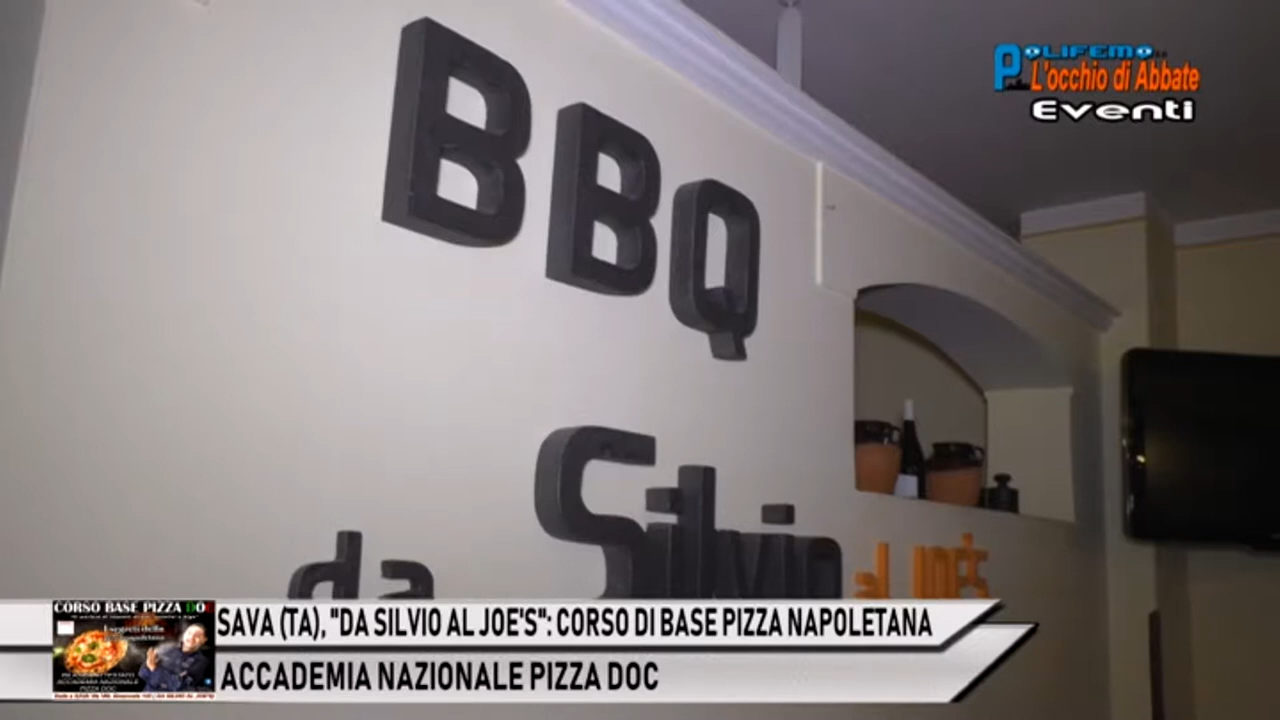 BBQ
POLIFEMO
L'occhio di Abbate
Eventi
da Silvio al JOE'S
CORSO BASE PIZZA DOC
SAVA (TA), "DA SILVIO AL JOE'S": CORSO DI BASE PIZZA NAPOLETANA
ACCADEMIA NAZIONALE PIZZA DOC